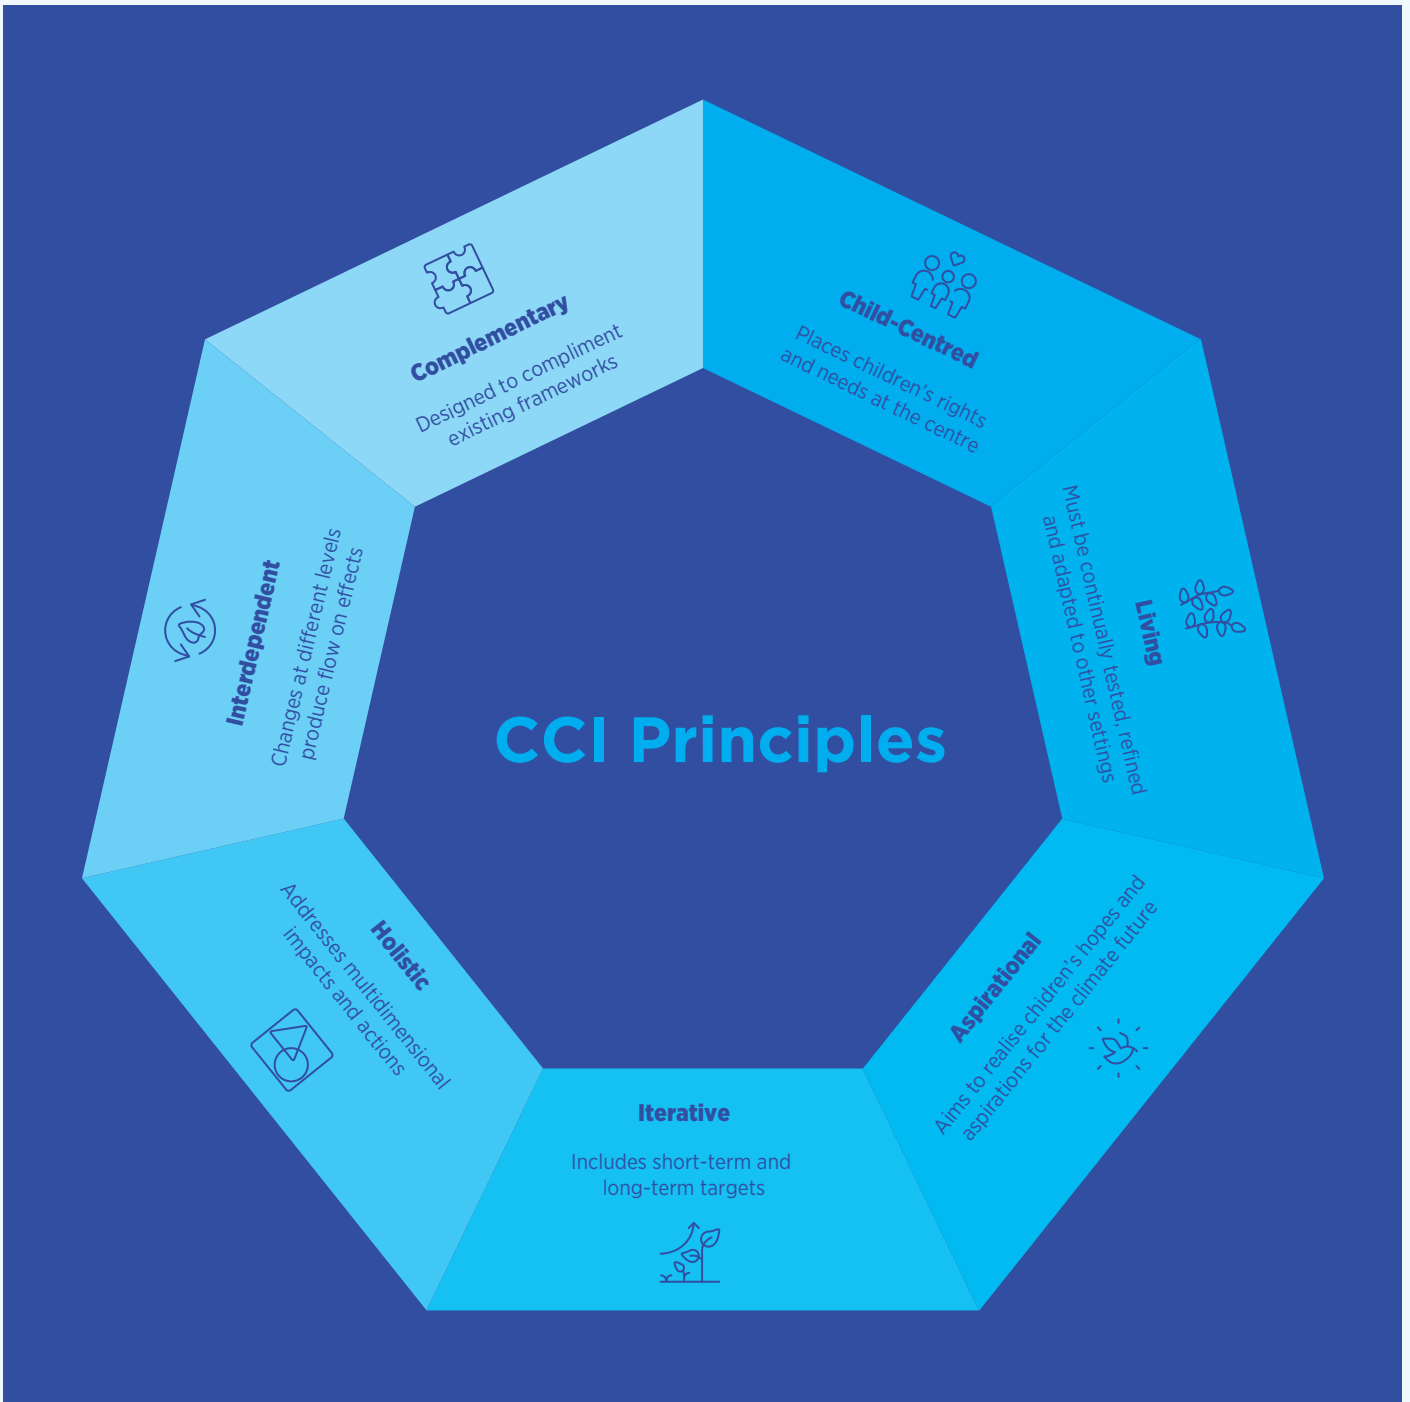 CCI Principles
Child-Centred
Places children's rights
and needs at the centre
Living
Must be continually tested, refined
and adapted to other settings
Aspirational
Aims to realise chidren's hopes and
aspirations for the climate future
Iterative
Includes short-term and
long-term targets
Holistic
Addresses multidimensional
impacts and actions
Interdependent
Changes at different levels
produce flow on effects
Complementary
Designed to compliment
existing frameworks